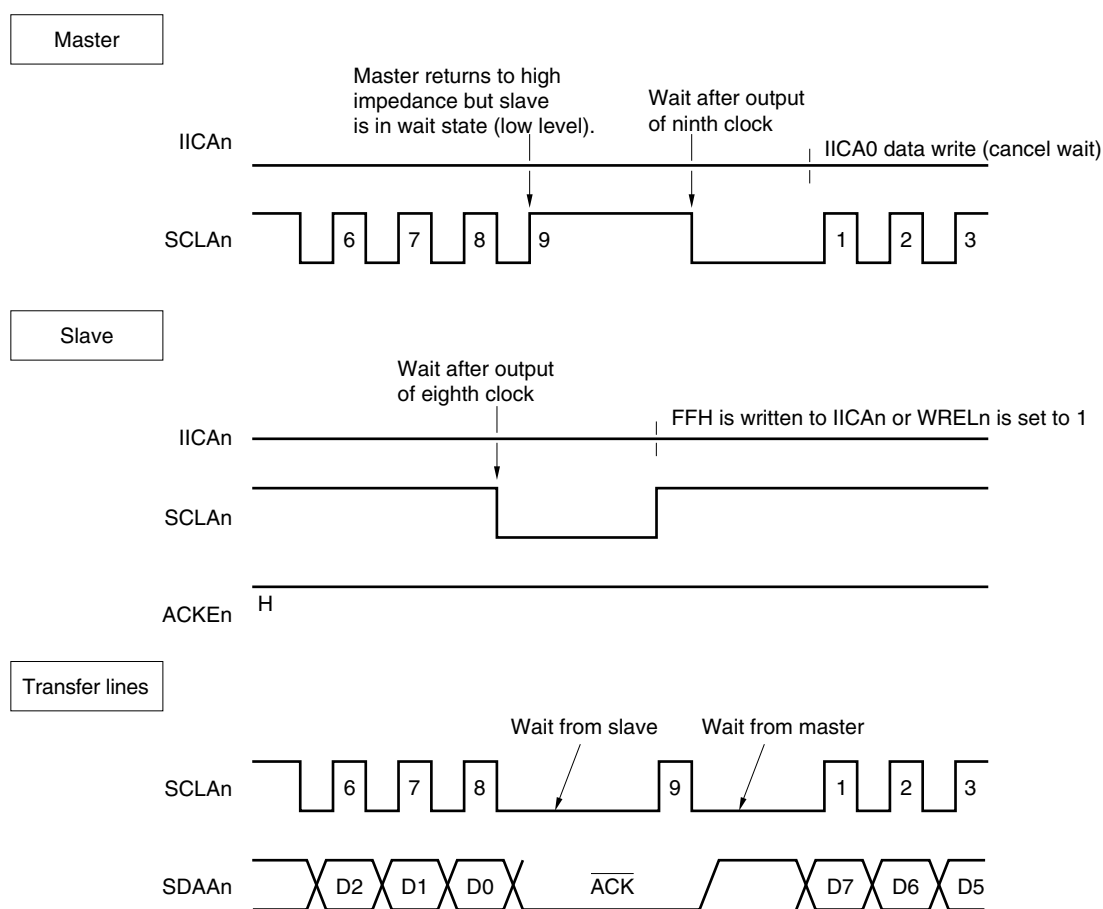 Master
Master returns to high
impedance but slave
is in wait state (low level).
Wait after output
of ninth clock
IICAn
IICA0 data write (cancel wait)
SCLAn
6 7 8 9 1 2 3
Slave
Wait after output
of eighth clock
IICAn
FFH is written to IICAn or WRELn is set to 1
SCLAn
H
ACKEn
Transfer lines
Wait from slave
Wait from master
SCLAn
6 7 8 9 1 2 3
SDAAn
D2 D1 D0 ACK D7 D6 D5